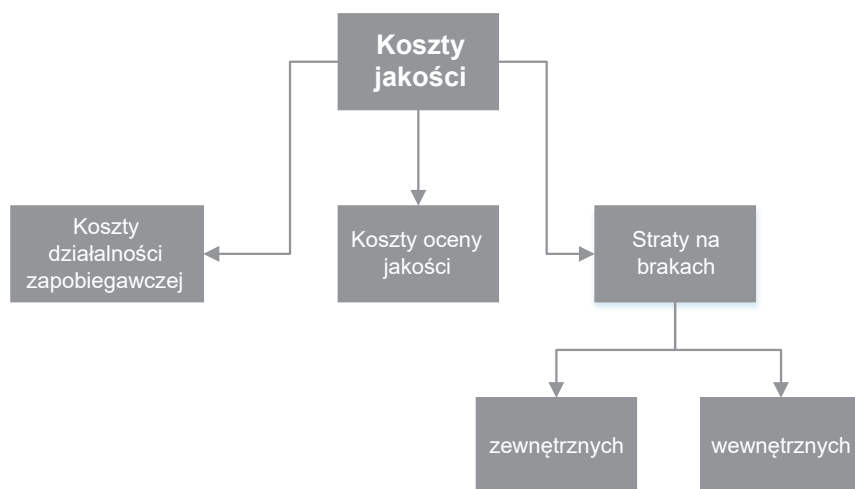 Koszty
jakości
Koszty
działalności
zapobiegawczej
Koszty oceny
jakości
Straty na
brakach
zewnętrznych
wewnętrznych